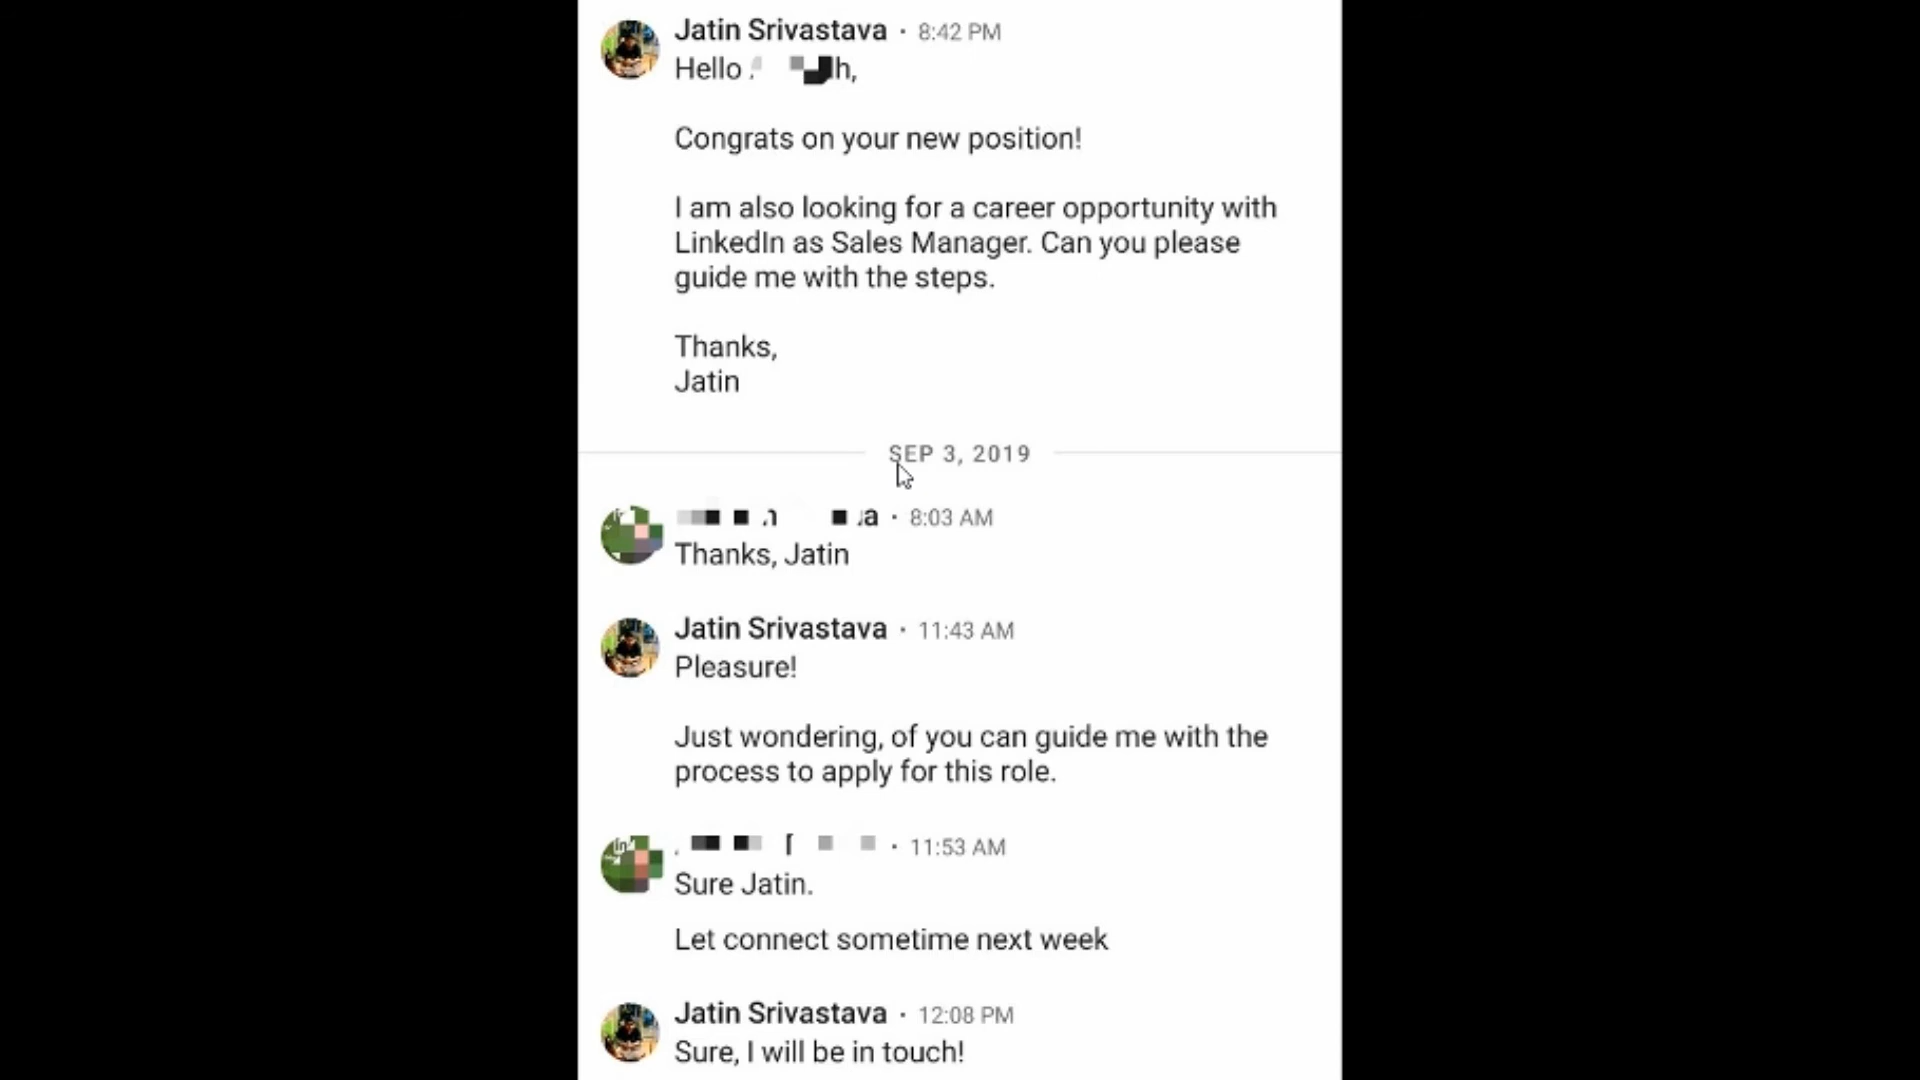 Jatin Srivastava · 8:42 PM
Hello
Congrats on your new position!
I am also looking for a career opportunity with
LinkedIn as Sales Manager. Can you please
guide me with the steps.
Thanks,
Jatin
SEP 3, 2019
· 8:03 AM
Thanks, Jatin
Jatin Srivastava · 11:43 AM
Pleasure!
Just wondering, of you can guide me with the
process to apply for this role.
· 11:53 AM
Sure Jatin.
Let connect sometime next week
Jatin Srivastava · 12:08 PM
Sure, I will be in touch!